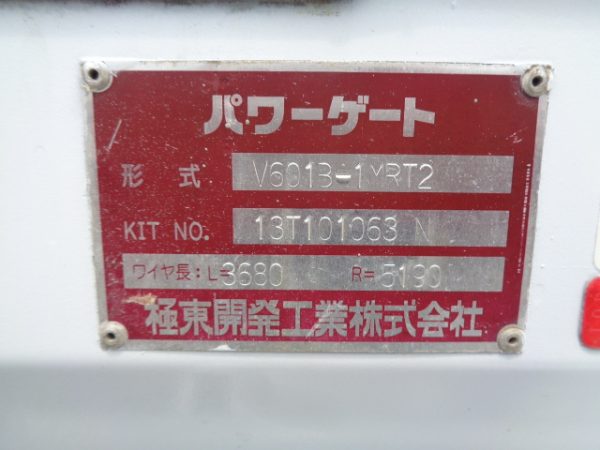 パワーゲート
形式 V601B-1MRT2
KIT NO. 13T101063 N
ワイヤ長:L=3680 R=5190
極東開発工業株式会社